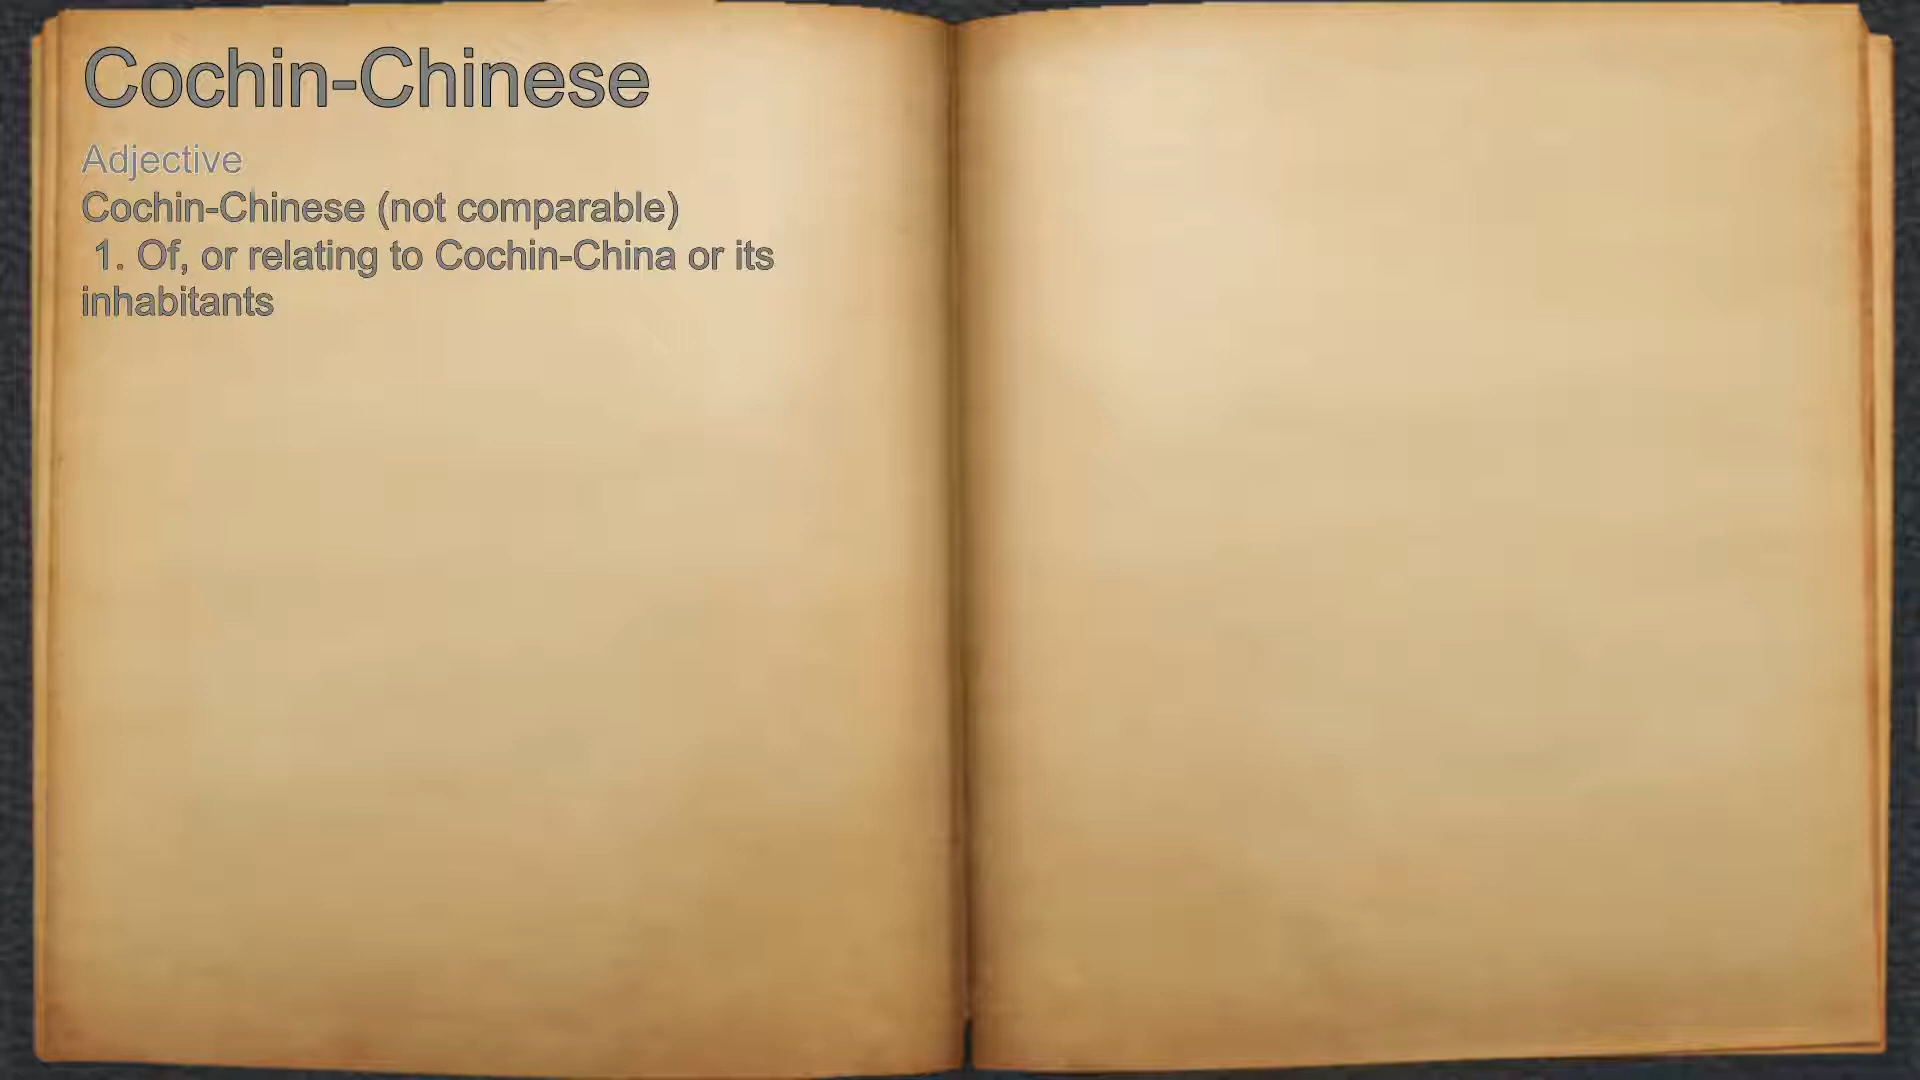 Cochin-Chinese
Adjective
Cochin-Chinese (not comparable)
1. Of, or relating to Cochin-China or its
inhabitants